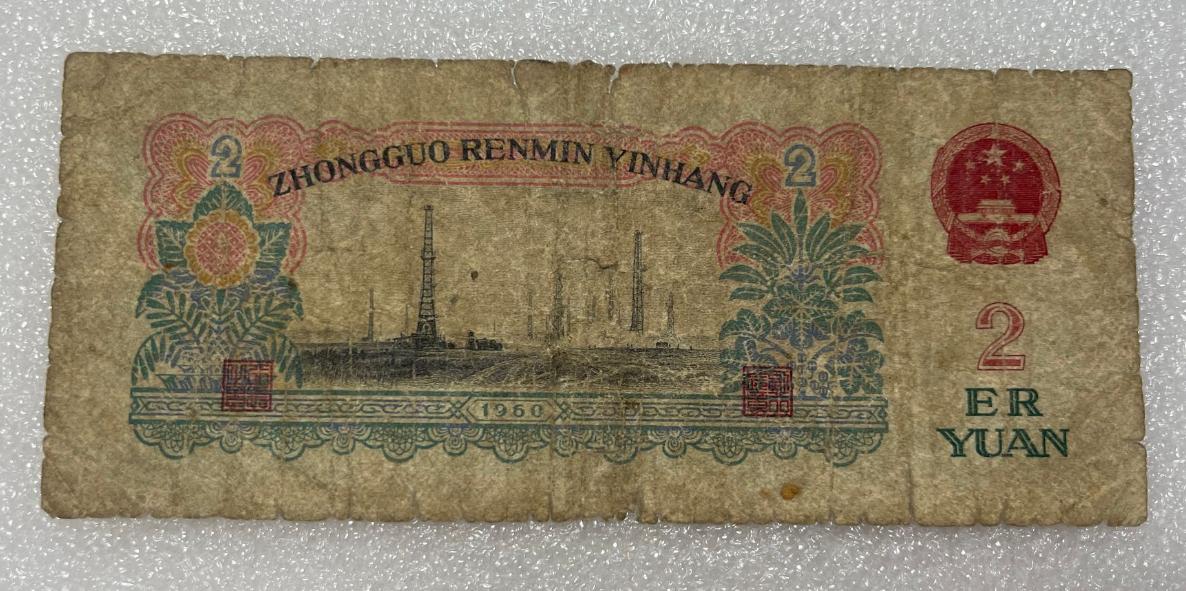 2
ZHONGGUO RENMIN YINHANG
2
2
ER
YUAN
1960